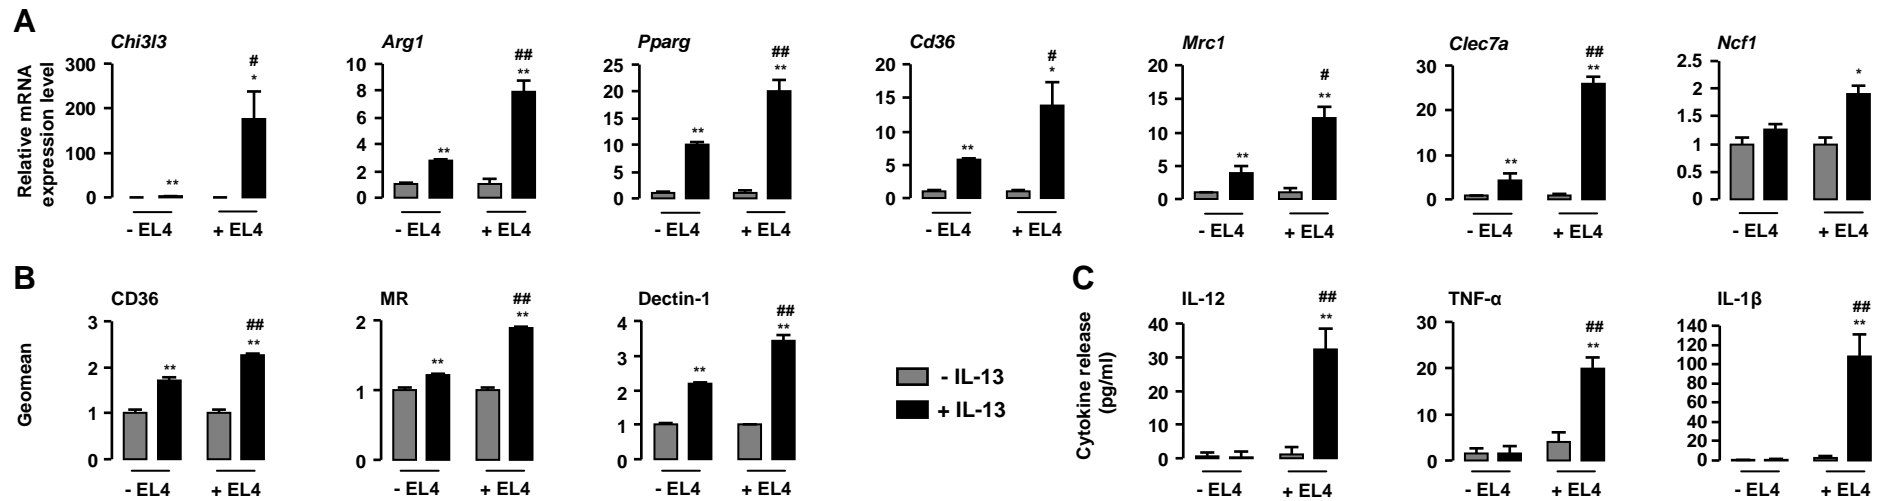 A
Chi3l3
Relative mRNA
expression level
300
200
100
0
**
#
*
- EL4
+ EL4
Arg1
10
8
6
4
2
0
**
##
**
- EL4
+ EL4
Pparg
25
20
15
10
5
0
**
##
**
- EL4
+ EL4
Cd36
20
15
10
5
0
**
#
*
- EL4
+ EL4
Mrc1
20
15
10
5
0
**
#
**
- EL4
+ EL4
Clec7a
30
20
10
0
**
##
**
- EL4
+ EL4
Ncf1
2.5
2
1.5
1
0.5
0
*
- EL4
+ EL4
B
CD36
Geomean
3
2
1
0
**
##
**
- EL4
+ EL4
MR
2
1
0
**
##
**
- EL4
+ EL4
Dectin-1
4
3
2
1
0
**
##
**
- EL4
+ EL4
- IL-13
+ IL-13
C
IL-12
Cytokine release
(pg/ml)
40
30
20
10
0
##
**
- EL4
+ EL4
TNF-α
30
20
10
0
##
**
- EL4
+ EL4
IL-1β
140
120
100
80
60
40
20
0
##
**
- EL4
+ EL4